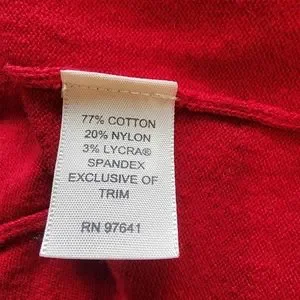 77% COTTON
20% NYLON
3% LYCRA®
SPANDEX
EXCLUSIVE OF
TRIM
RN 97641